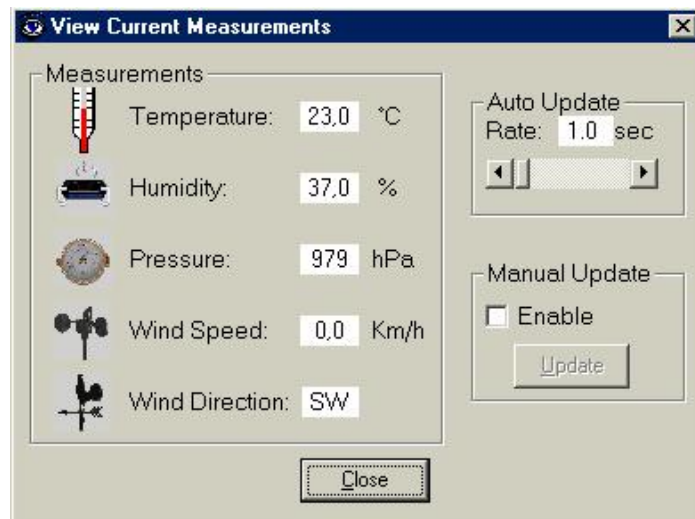 View Current Measurements
Measurements
Temperature: 23,0 °C
Humidity: 37,0 %
Pressure: 979 hPa
Wind Speed: 0,0 Km/h
Wind Direction: SW
Auto Update
Rate: 1.0 sec
Manual Update
Enable
Update
Close